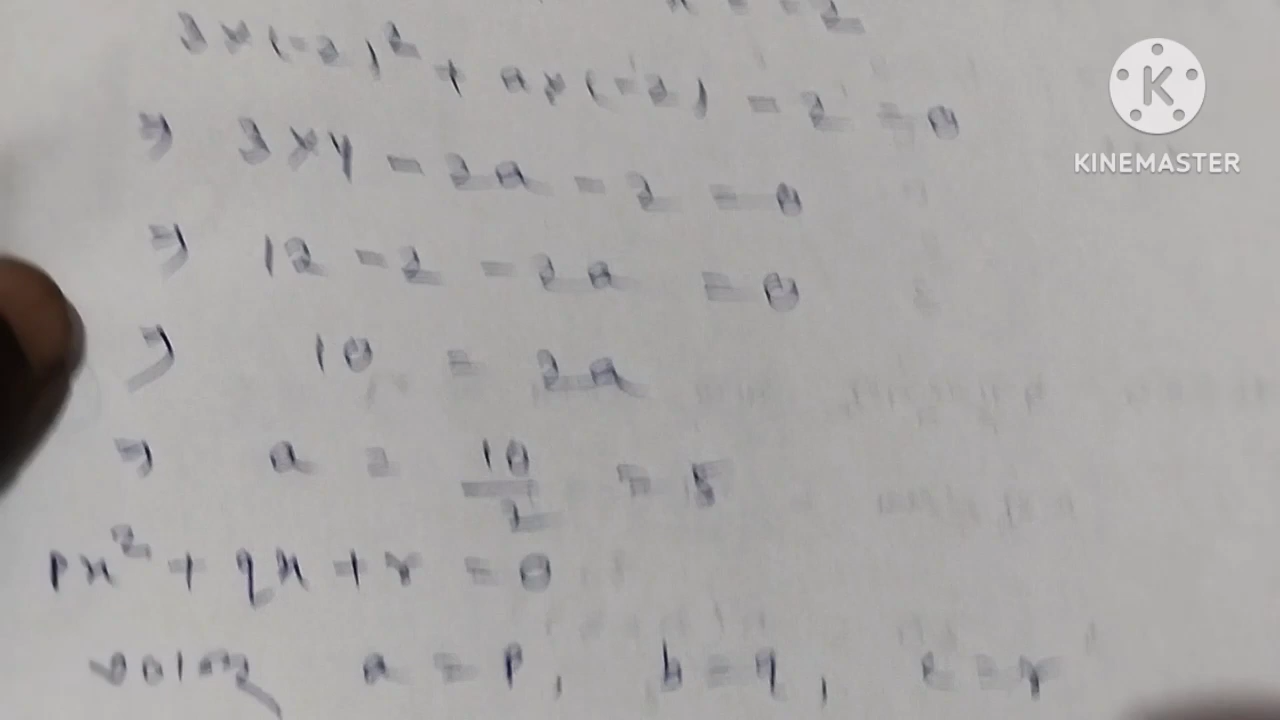 x = -2
3×(-2)² + a×(-2) - 2 = 0
K
KINEMASTER
⇒ 3×4 - 2a - 2 = 0
⇒ 12 - 2 - 2a = 0
⇒ 10 = 2a
⇒ a = 10/2 = 5
px² + qx + r = 0
a = p, b = q, c = r